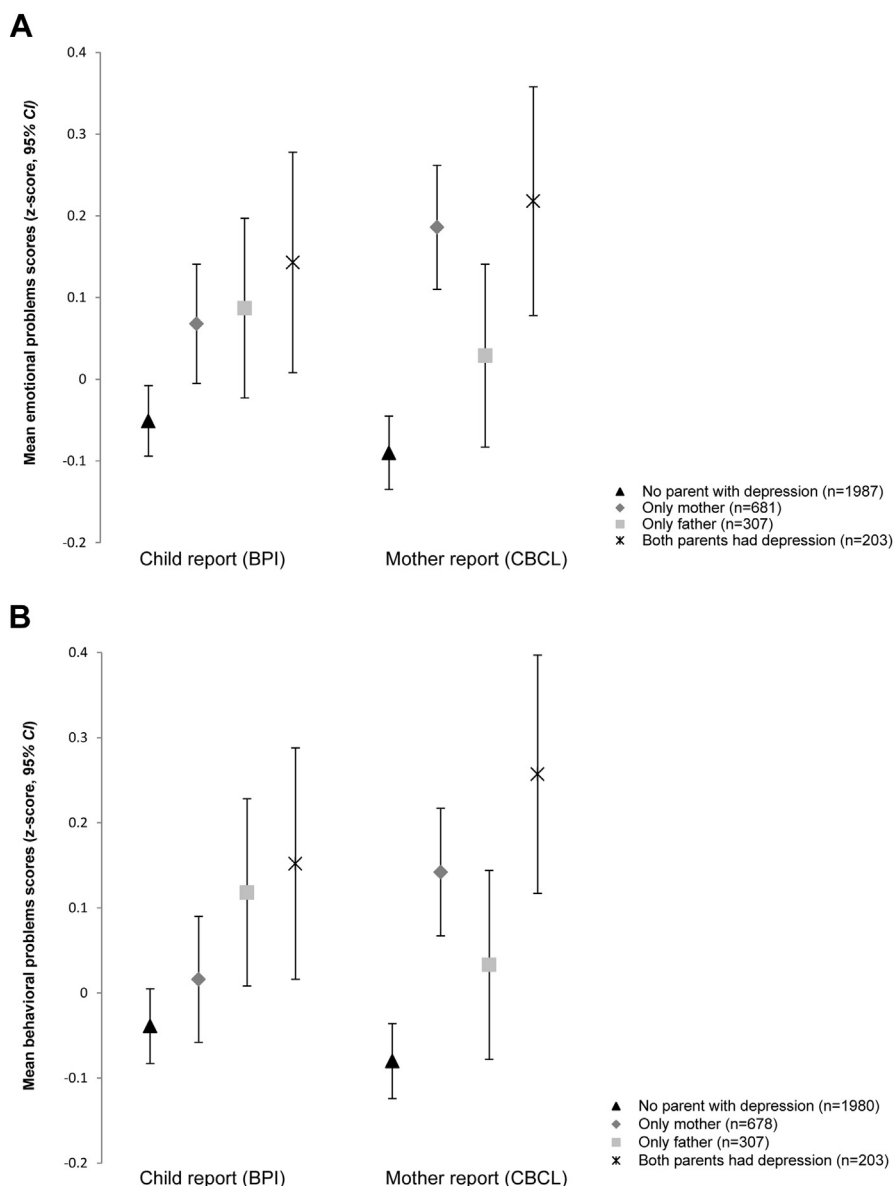 A
Mean emotional problems scores (z-score, 95% CI)
0.4
0.3
0.2
0.1
0
-0.1
-0.2
Child report (BPI)
Mother report (CBCL)
No parent with depression (n=1987)
Only mother (n=681)
Only father (n=307)
Both parents had depression (n=203)
B
Mean behavioral problems scores (z-score, 95% CI)
0.4
0.3
0.2
0.1
0
-0.1
-0.2
Child report (BPI)
Mother report (CBCL)
No parent with depression (n=1980)
Only mother (n=678)
Only father (n=307)
Both parents had depression (n=203)